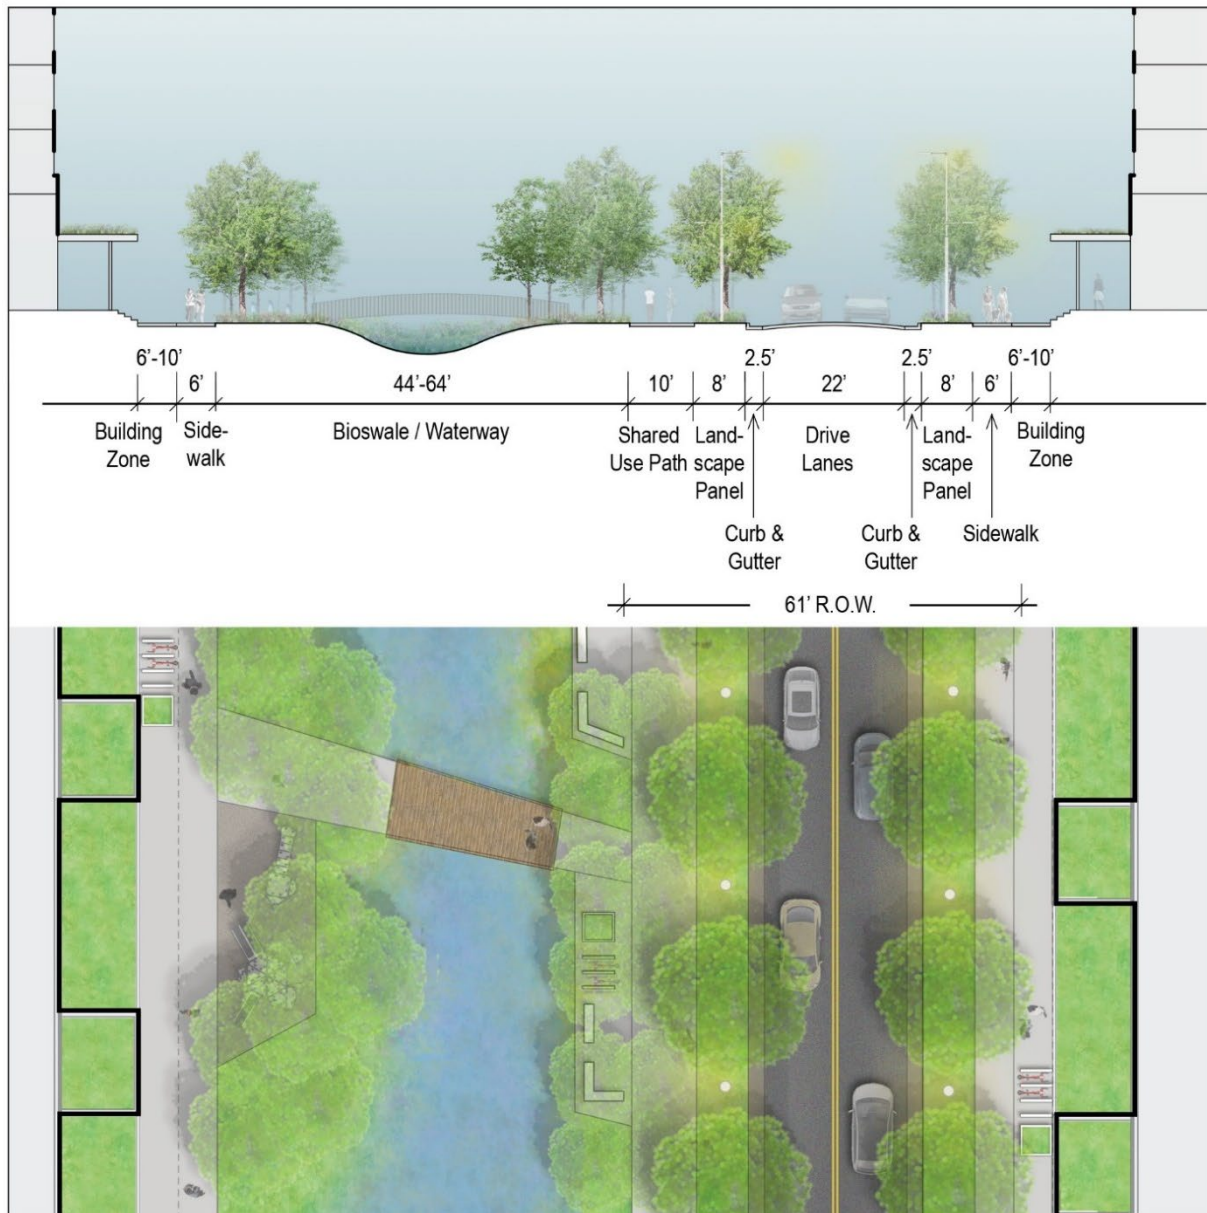 6'-10'
2.5'
2.5'
6'-10'
6'
44'-64'
10'
8'
22'
8'
6'
Building
Zone
Side-
walk
Bioswale / Waterway
Shared
Use Path
Land-
scape
Panel
Drive
Lanes
Land-
scape
Panel
Building
Zone
Curb &
Gutter
Curb &
Gutter
Sidewalk
61' R.O.W.